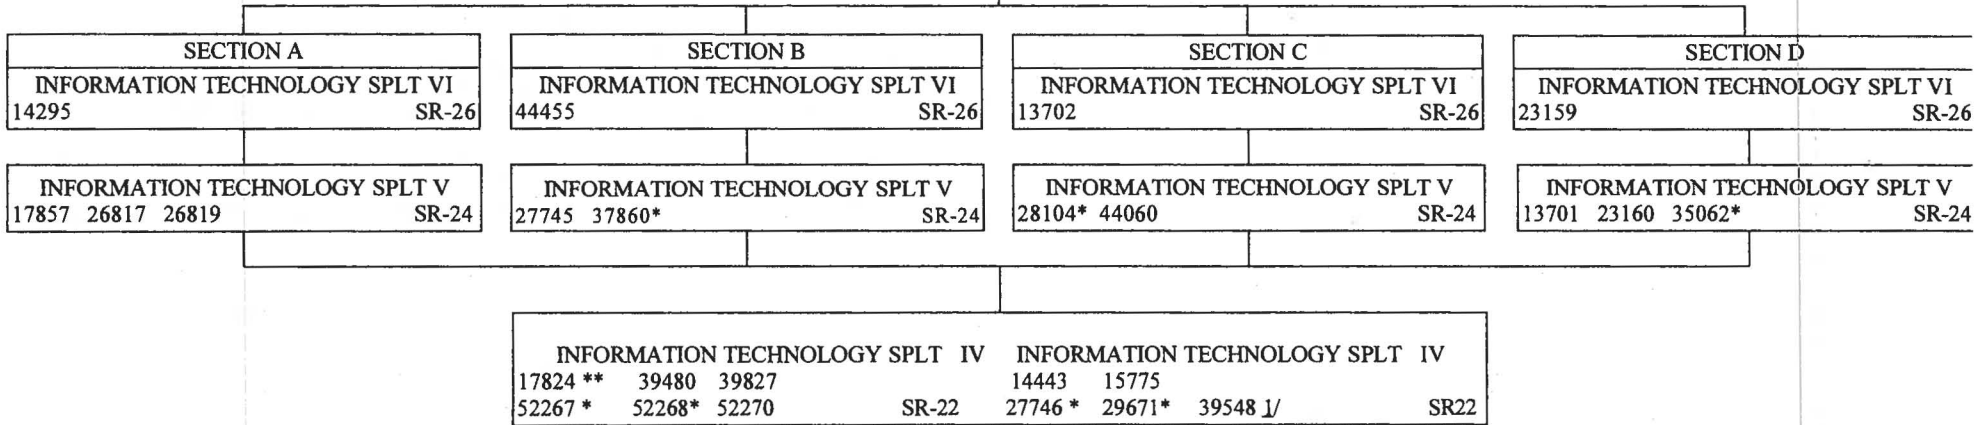 SECTION A
INFORMATION TECHNOLOGY SPLT VI
14295 SR-26
SECTION B
INFORMATION TECHNOLOGY SPLT VI
44455 SR-26
SECTION C
INFORMATION TECHNOLOGY SPLT VI
13702 SR-26
SECTION D
INFORMATION TECHNOLOGY SPLT VI
23159 SR-26
INFORMATION TECHNOLOGY SPLT V
17857 26817 26819 SR-24
INFORMATION TECHNOLOGY SPLT V
27745 37860* SR-24
INFORMATION TECHNOLOGY SPLT V
28104* 44060 SR-24
INFORMATION TECHNOLOGY SPLT V
13701 23160 35062* SR-24
INFORMATION TECHNOLOGY SPLT IV INFORMATION TECHNOLOGY SPLT IV
17824 ** 39480 39827 14443 15775
52267 * 52268* 52270 SR-22 27746 * 29671* 39548 1/ SR22